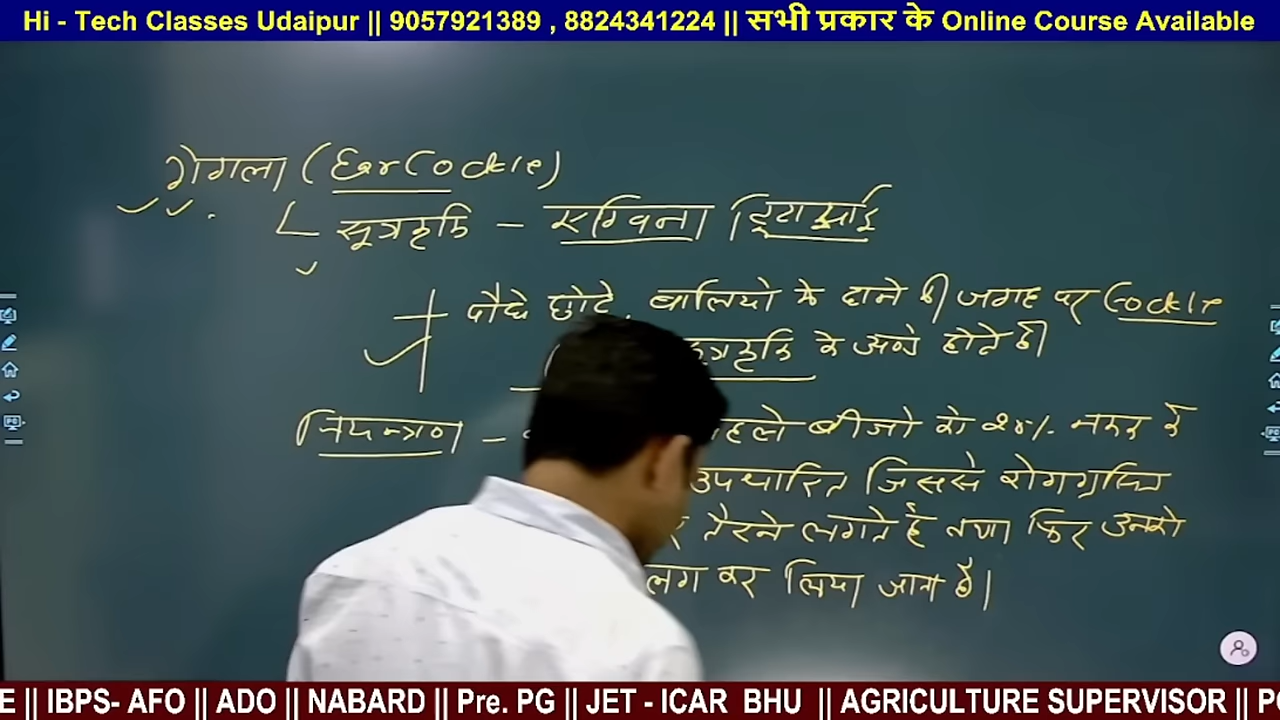 Hi - Tech Classes Udaipur || 9057921389 , 8824341224 || सभी प्रकार के Online Course Available
गेगला (Ear Cockle)
सूत्रकृमि - एग्विना ट्रिटीसाई
पौधे छोटे, बालियो के दाने की जगह पर Cockle
सूत्रकृमि के अण्डे होते है।
नियन्त्रण - पहले बीजो को 20% नमक के
उपचारित जिससे रोगग्रसित
तैरने लगते है तथा फिर उनको
अलग कर लिया जाता है।
E || IBPS- AFO || ADO || NABARD || Pre. PG || JET - ICAR BHU || AGRICULTURE SUPERVISOR || PO